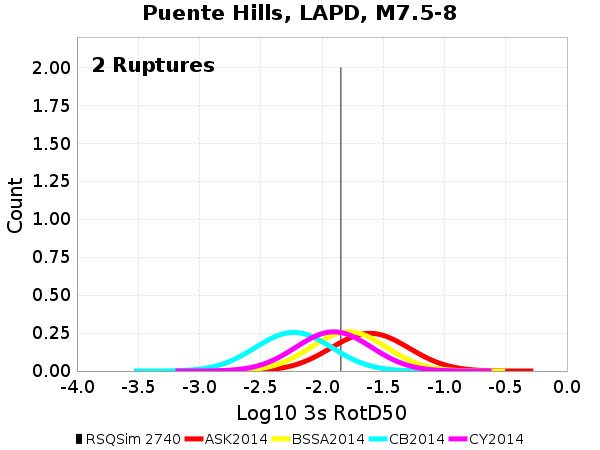 Puente Hills, LAPD, M7.5-8
2 Ruptures
2.00
1.75
1.50
1.25
1.00
0.75
0.50
0.25
0.00
Count
-4.0 -3.5 -3.0 -2.5 -2.0 -1.5 -1.0 -0.5 0.0
Log10 3s RotD50
RSQSim 2740 ASK2014 BSSA2014 CB2014 CY2014